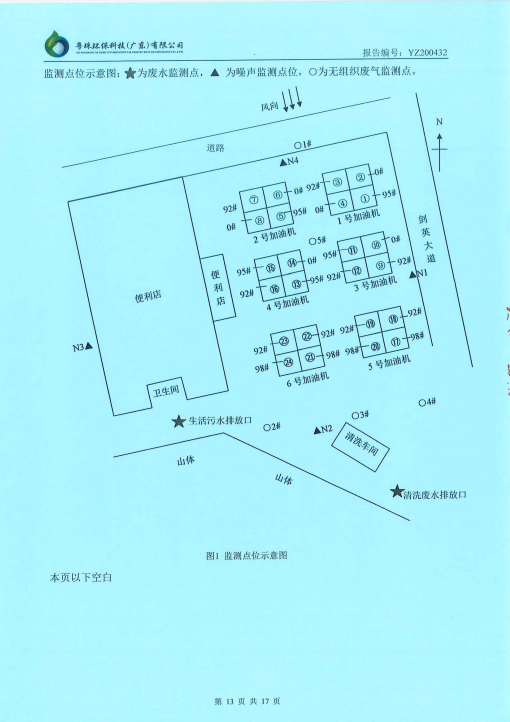 粤珠环保科技(广东)有限公司
报告编号: YZ200432
监测点位示意图: ★为废水监测点, ▲ 为噪声监测点位, ○为无组织废气监测点。
风向
道路
○1#
▲N4
N
92# ⑦ ⑥ 0#
0# ⑧ ⑤ 95#
2 号加油机
92# ③ ② 0#
0# ④ ① 95#
1 号加油机
剑英大道
○5#
95# ⑮ ⑭ 0#
92# ⑯ ⑬ 95#
4 号加油机
95# ⑪ ⑩ 0#
92# ⑫ ⑨ 92#
3 号加油机
▲N1
便利店
便利店
N3▲
92# ㉓ ㉒ 92#
98# ㉔ ㉑ 98#
6 号加油机
92# ⑲ ⑱ 92#
98# ⑳ ⑰ 98#
5 号加油机
卫生间
★ 生活污水排放口
○2#
▲N2
○3#
○4#
清洗车间
山体
山体
★清洗废水排放口
图1 监测点位示意图
本页以下空白
第 13 页 共 17 页